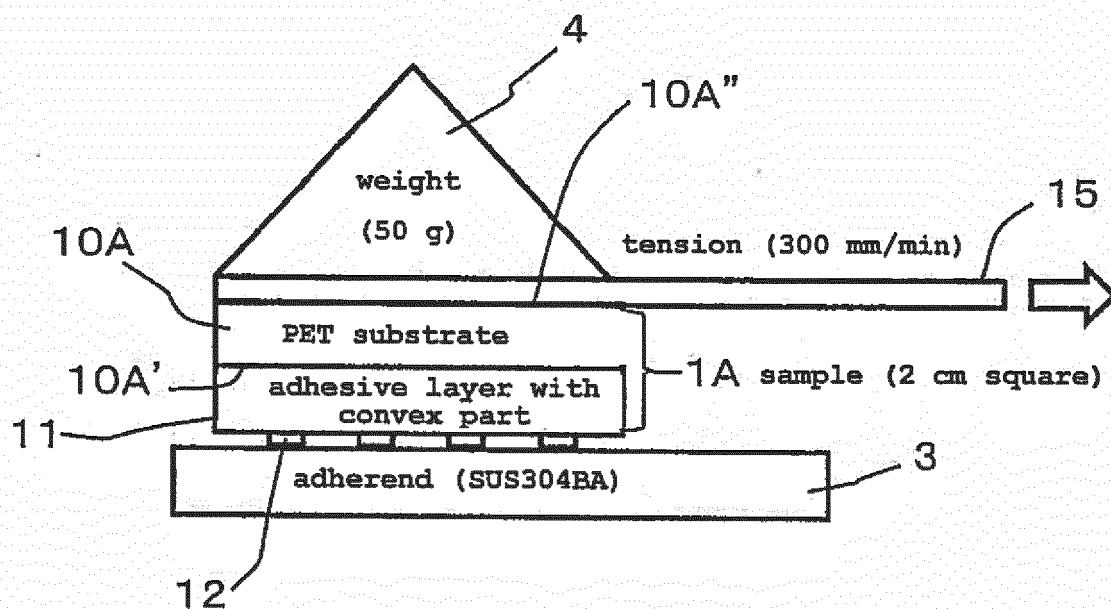 4
10A”
weight
(50 g)
15
tension (300 mm/min)
10A
PET substrate
10A’
1A sample (2 cm square)
adhesive layer with
convex part
11
adherend (SUS304BA)
3
12